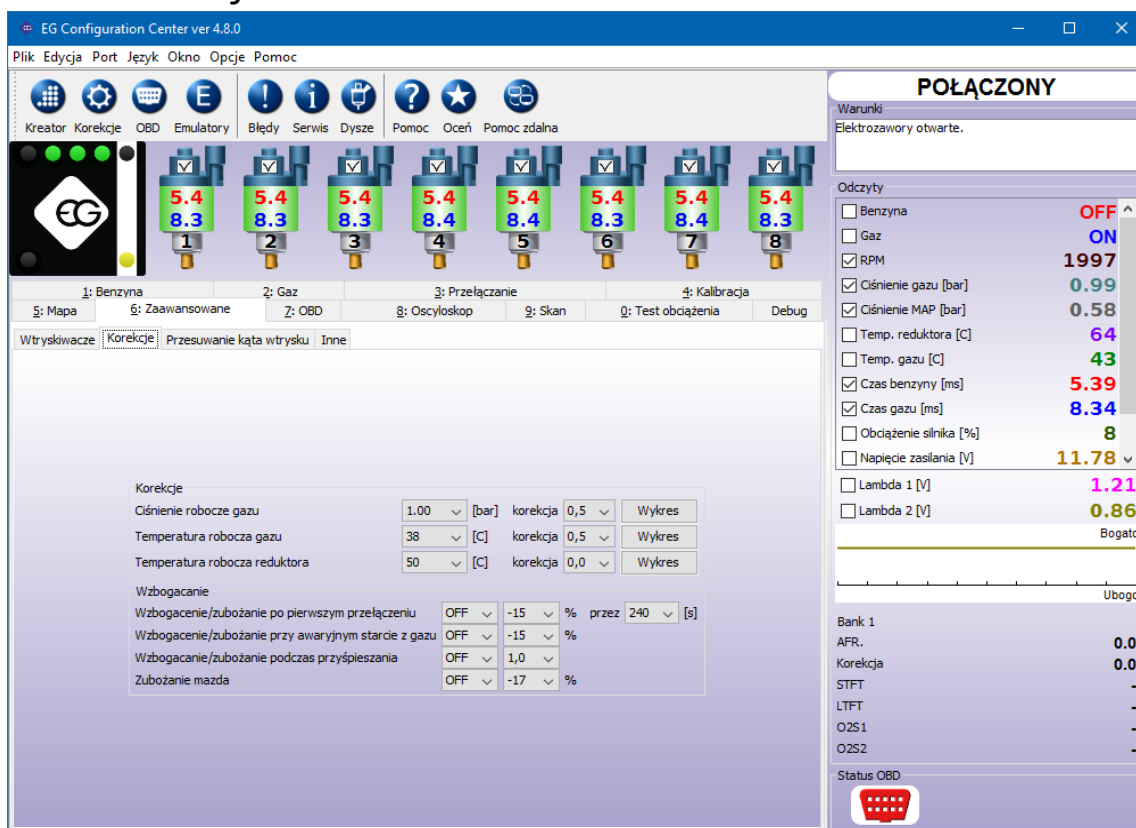 EG Configuration Center ver 4.8.0
Plik Edycja Port Język Okno Opcje Pomoc
Kreator Korekcje OBD Emulatory Błędy Serwis Dysze Pomoc Oceń Pomoc zdalna
E
EG
5.4 5.4 5.4 5.4 5.4 5.4 5.4 5.4
8.3 8.3 8.3 8.4 8.4 8.3 8.4 8.3
1 2 3 4 5 6 7 8
1: Benzyna 2: Gaz 3: Przełączanie 4: Kalibracja
5: Mapa 6: Zaawansowane 7: OBD 8: Oscyloskop 9: Skan 0: Test obciążenia Debug
Wtryskiwacze Korekcje Przesuwanie kąta wtrysku Inne
Korekcje
Ciśnienie robocze gazu 1.00 [bar] korekcja 0,5 Wykres
Temperatura robocza gazu 38 [C] korekcja 0,5 Wykres
Temperatura robocza reduktora 50 [C] korekcja 0,0 Wykres
Wzbogacanie
Wzbogacenie/zubożanie po pierwszym przełączeniu OFF -15 % przez 240 [s]
Wzbogacenie/zubożanie przy awaryjnym starcie z gazu OFF -15 %
Wzbogacanie/zubożanie podczas przyśpieszania OFF 1,0
Zubożanie mazda OFF -17 %
POŁĄCZONY
Warunki
Elektrozawory otwarte.
Odczyty
Benzyna OFF
Gaz ON
RPM 1997
Ciśnienie gazu [bar] 0.99
Ciśnienie MAP [bar] 0.58
Temp. reduktora [C] 64
Temp. gazu [C] 43
Czas benzyny [ms] 5.39
Czas gazu [ms] 8.34
Obciążenie silnika [%] 8
Napięcie zasilania [V] 11.78
Lambda 1 [V] 1.21
Lambda 2 [V] 0.86
Bogato
Ubogo
Bank 1
AFR. 0.0
Korekcja 0.0
STFT -
LTFT -
O2S1 -
O2S2 -
Status OBD